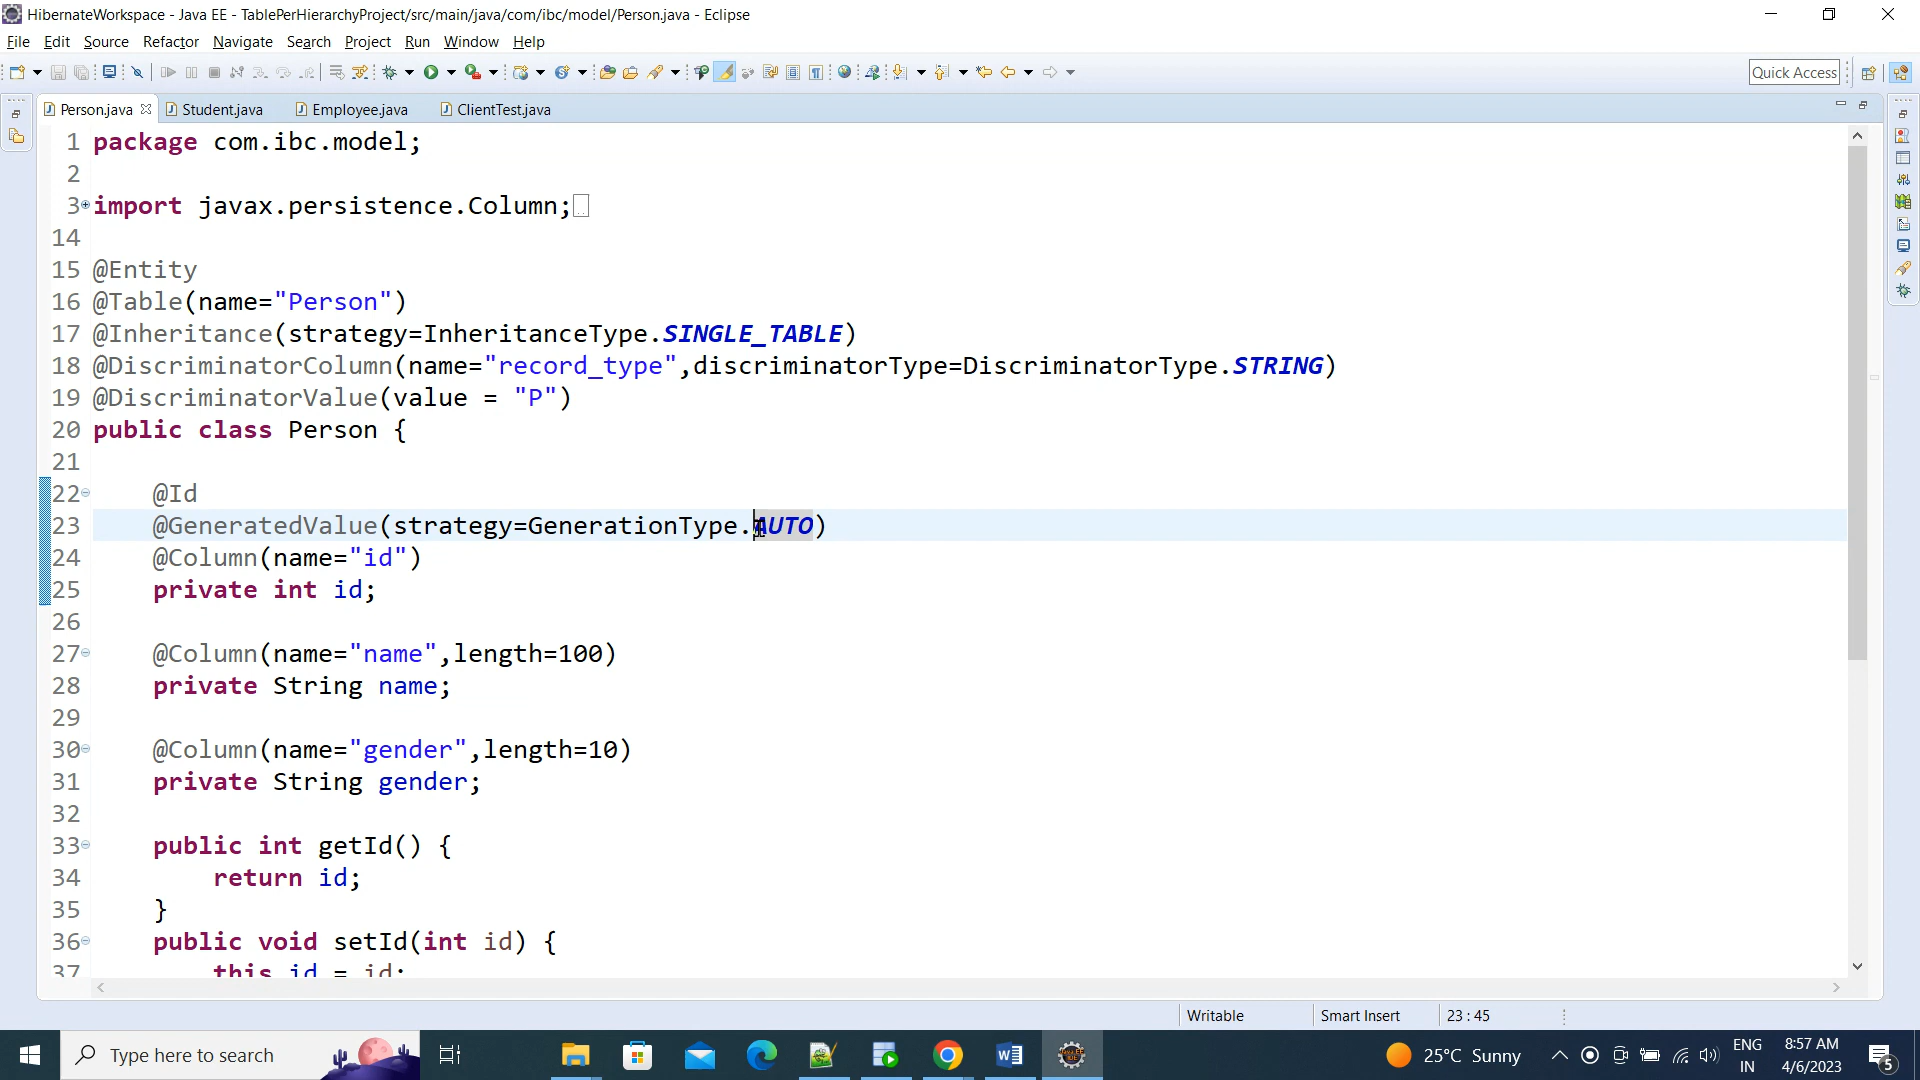 HibernateWorkspace - Java EE - TablePerHierarchyProject/src/main/java/com/ibc/model/Person.java - Eclipse
File Edit Source Refactor Navigate Search Project Run Window Help
Quick Access
Person.java Student.java Employee.java ClientTest.java
1 package com.ibc.model;
2
3 import javax.persistence.Column;
14
15 @Entity
16 @Table(name="Person")
17 @Inheritance(strategy=InheritanceType.SINGLE_TABLE)
18 @DiscriminatorColumn(name="record_type",discriminatorType=DiscriminatorType.STRING)
19 @DiscriminatorValue(value = "P")
20 public class Person {
21
22 @Id
23 @GeneratedValue(strategy=GenerationType.AUTO)
24 @Column(name="id")
25 private int id;
26
27 @Column(name="name",length=100)
28 private String name;
29
30 @Column(name="gender",length=10)
31 private String gender;
32
33 public int getId() {
34 return id;
35 }
36 public void setId(int id) {
37 this.id = id;
Writable Smart Insert 23 : 45
Type here to search
25°C Sunny
ENG
IN
8:57 AM
4/6/2023
5